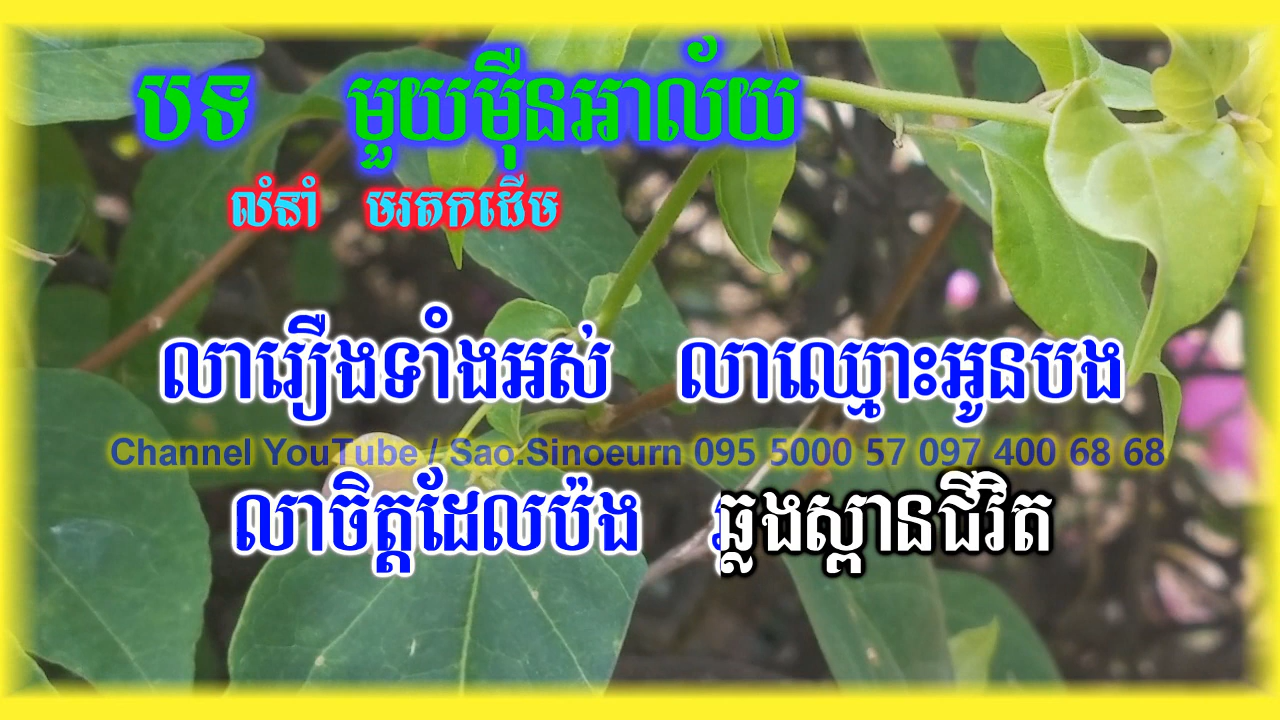 បទ មួយម៉ឺនអាល័យ
លំនាំ មរតកដើម
លារឿងទាំងអស់ លាឈ្មោះអូនបង
Channel YouTube / Sao.Sinoeurn 095 5000 57 097 400 68 68
លាចិត្តដែលប៉ង ឆ្លងស្ពានជីវិត